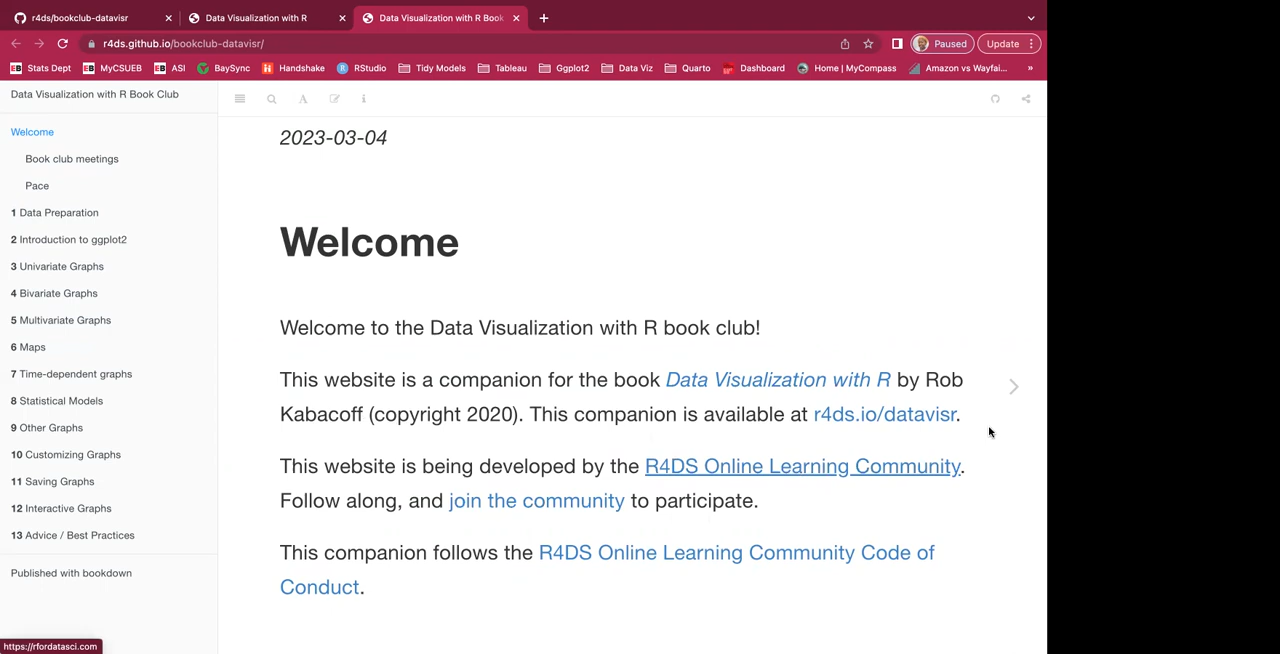 r4ds/bookclub-datavisr
Data Visualization with R
Data Visualization with R Book
r4ds.github.io/bookclub-datavisr/
Paused
Update
Stats Dept
MyCSUEB
ASI
BaySync
Handshake
RStudio
Tidy Models
Tableau
Ggplot2
Data Viz
Quarto
Dashboard
Home | MyCompass
Amazon vs Wayfai...
»
Data Visualization with R Book Club
Welcome
Book club meetings
Pace
1 Data Preparation
2 Introduction to ggplot2
3 Univariate Graphs
4 Bivariate Graphs
5 Multivariate Graphs
6 Maps
7 Time-dependent graphs
8 Statistical Models
9 Other Graphs
10 Customizing Graphs
11 Saving Graphs
12 Interactive Graphs
13 Advice / Best Practices
Published with bookdown
2023-03-04
Welcome
Welcome to the Data Visualization with R book club!
This website is a companion for the book Data Visualization with R by Rob
Kabacoff (copyright 2020). This companion is available at r4ds.io/datavisr.
This website is being developed by the R4DS Online Learning Community.
Follow along, and join the community to participate.
This companion follows the R4DS Online Learning Community Code of
Conduct.
https://rfordatasci.com